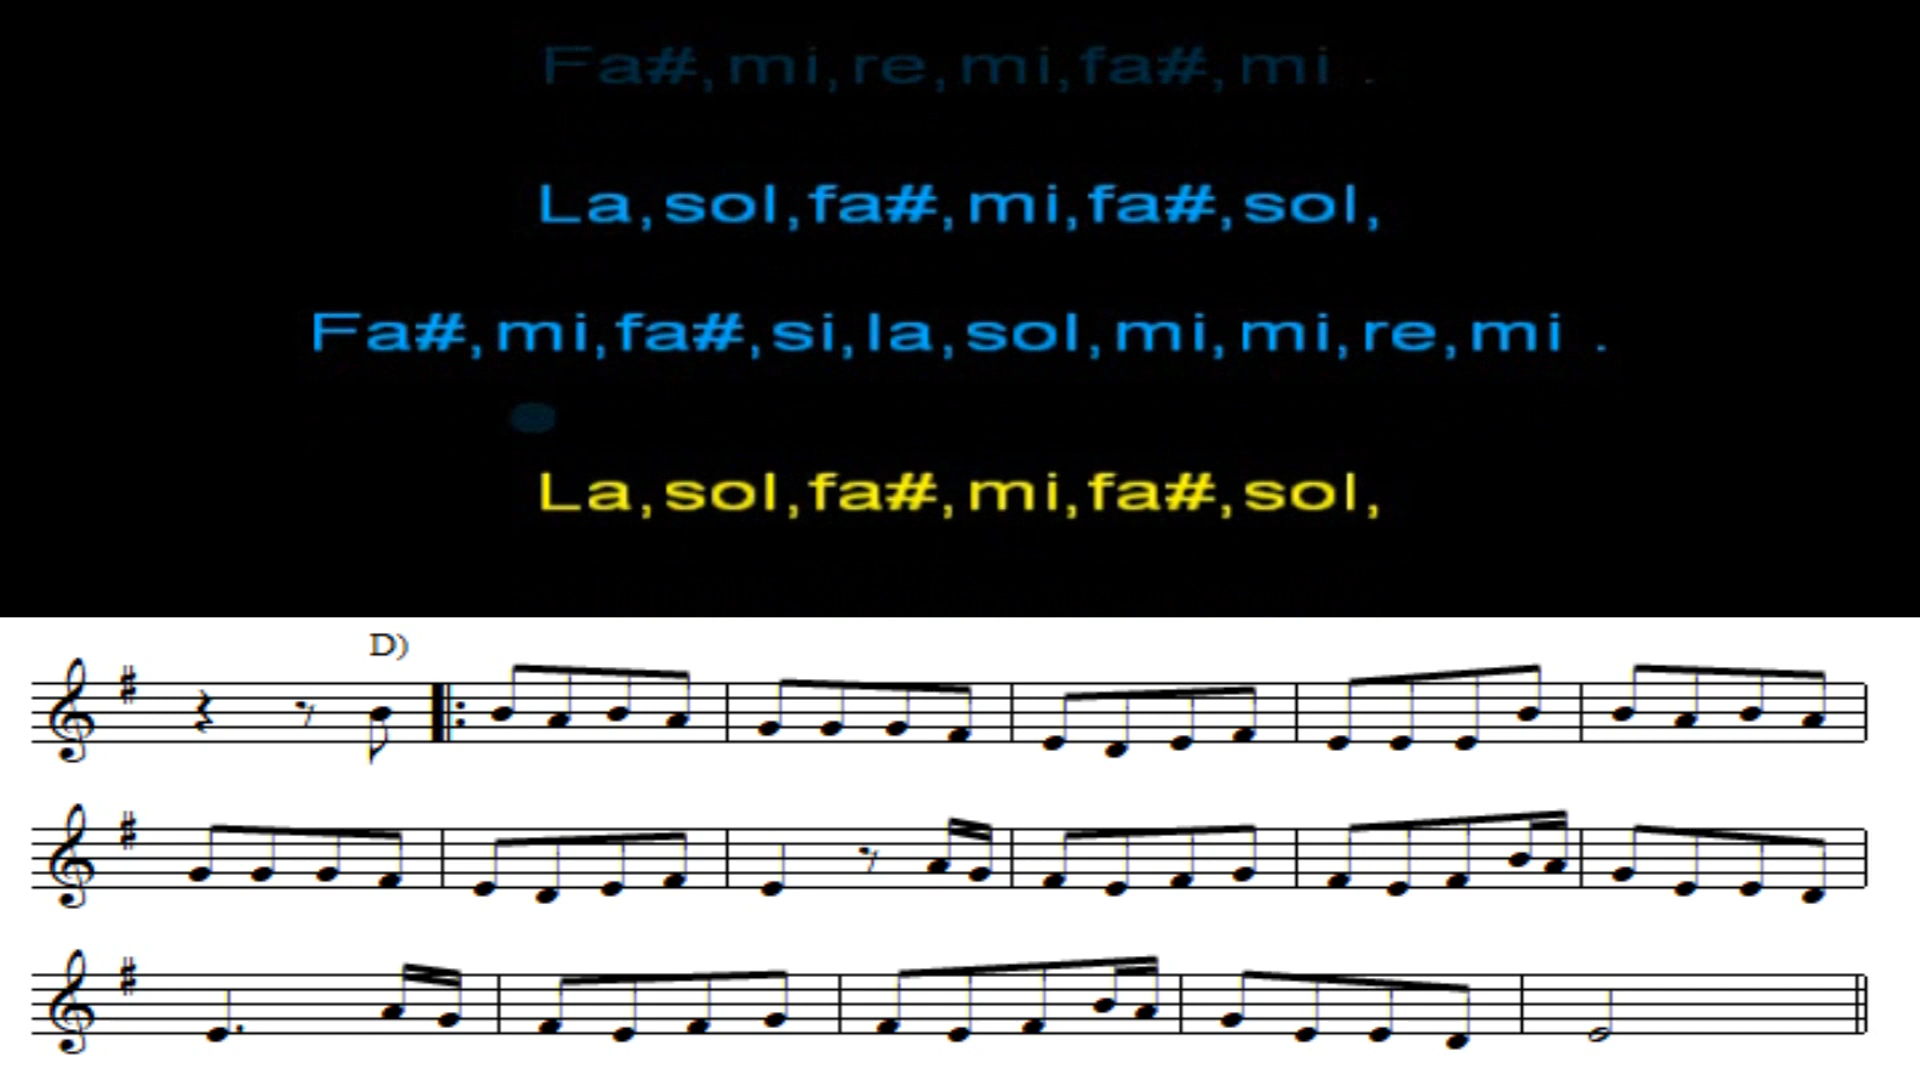 Fa#,mi,re,mi,fa#,mi .
La,sol,fa#,mi,fa#,sol,
Fa#,mi,fa#,si,la,sol,mi,mi,re,mi .
La,sol,fa#,mi,fa#,sol,
D)